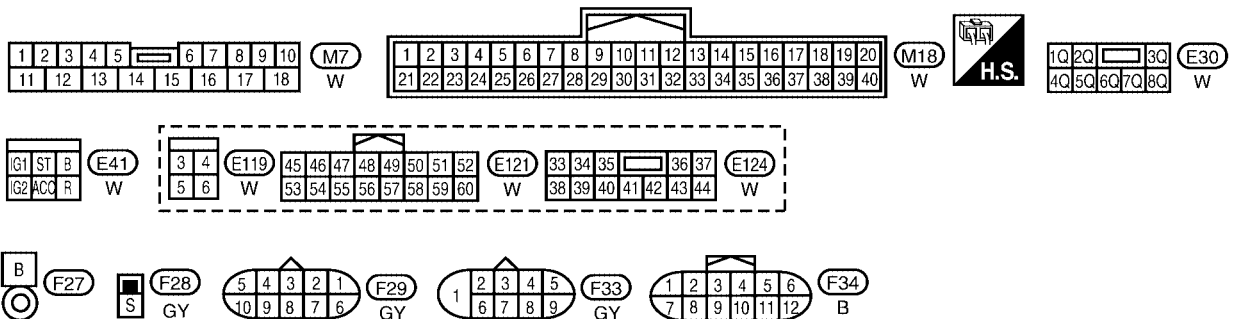 1 2 3 4 5 6 7 8 9 10 M7
11 12 13 14 15 16 17 18 W
1 2 3 4 5 6 7 8 9 10 11 12 13 14 15 16 17 18 19 20 M18
21 22 23 24 25 26 27 28 29 30 31 32 33 34 35 36 37 38 39 40 W
H.S.
1Q 2Q 3Q E30
4Q 5Q 6Q 7Q 8Q W
IG1 ST B E41
IG2 ACC R W
3 4 E119
5 6 W
45 46 47 48 49 50 51 52 E121
53 54 55 56 57 58 59 60 W
33 34 35 36 37 E124
38 39 40 41 42 43 44 W
B F27
F28
S GY
5 4 3 2 1 F29
10 9 8 7 6 GY
1 2 3 4 5 F33
6 7 8 9 GY
1 2 3 4 5 6 F34
7 8 9 10 11 12 B